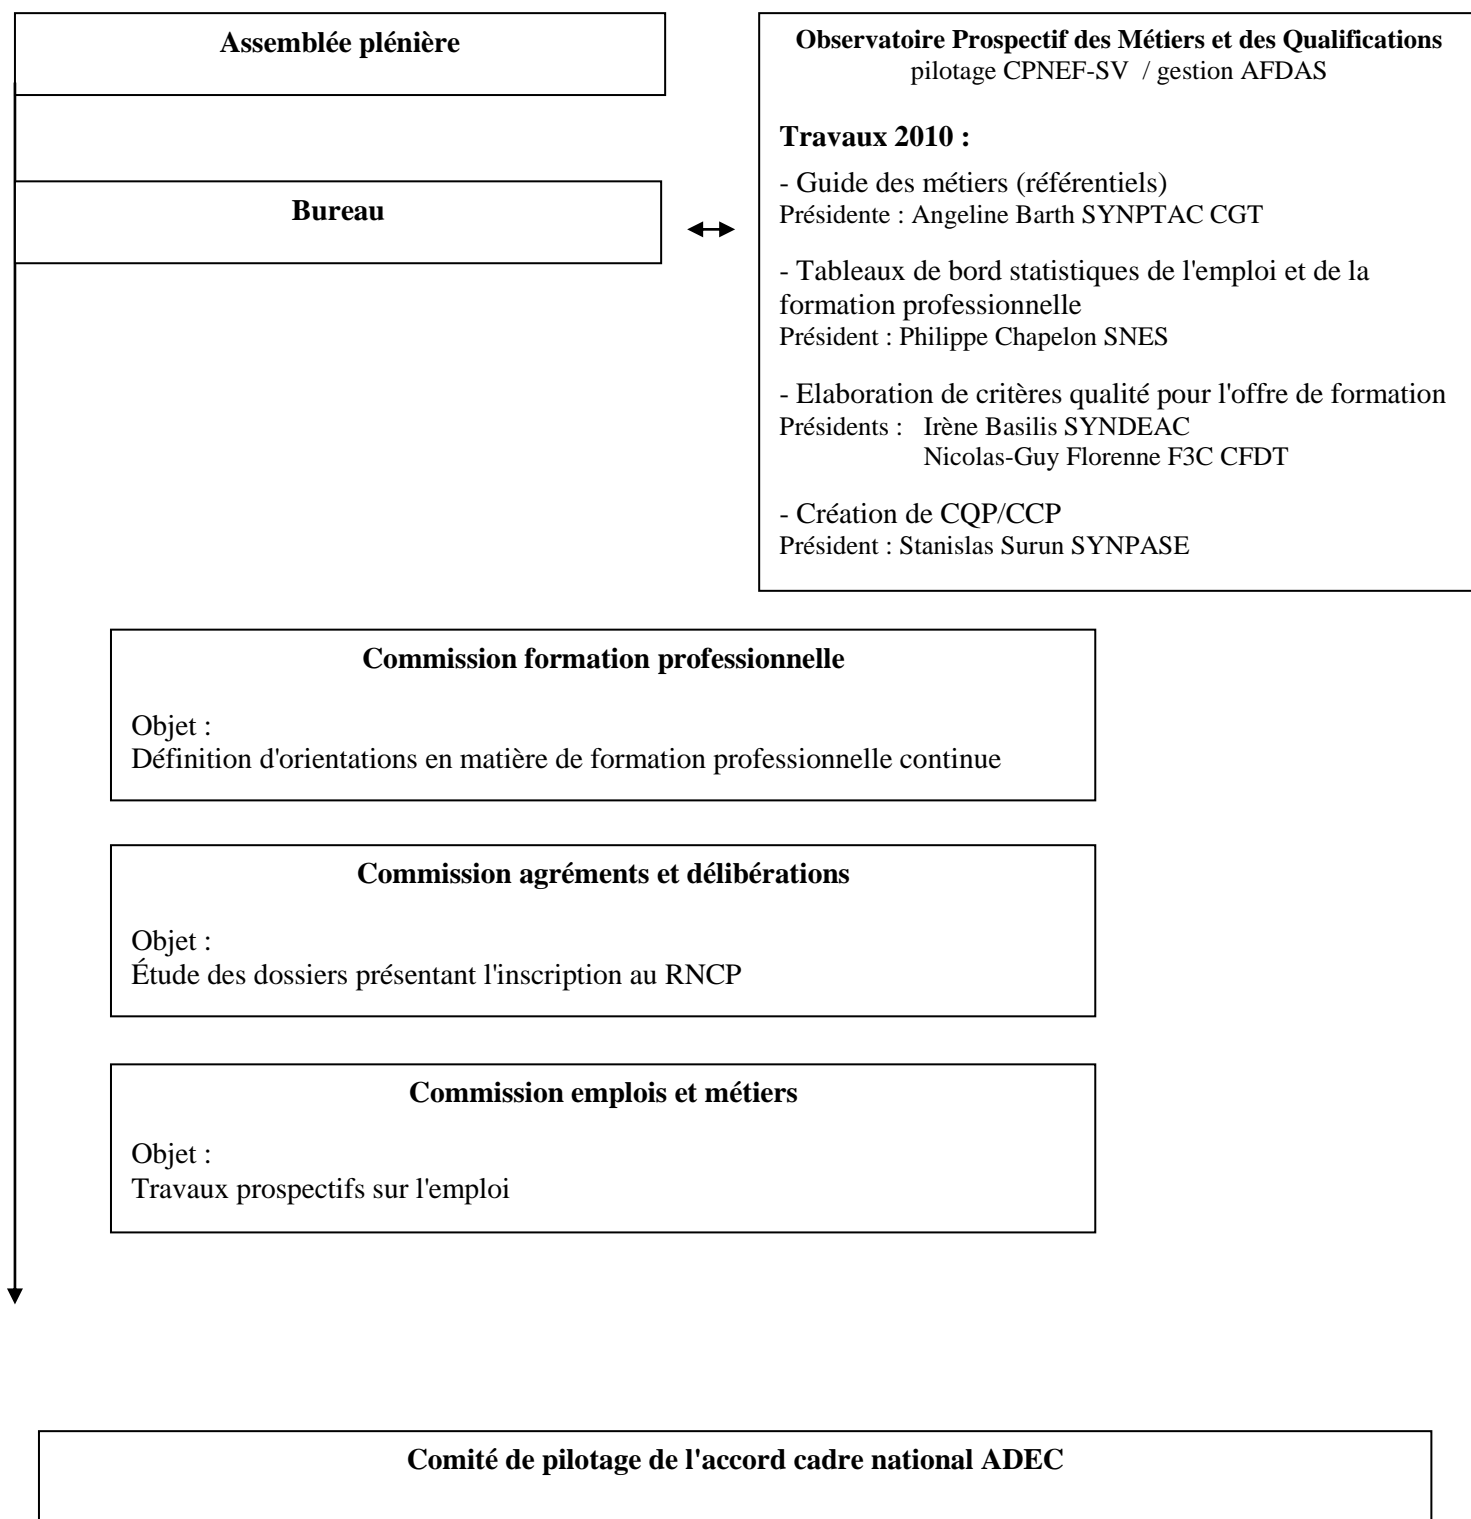 Assemblée plénière
Bureau
Observatoire Prospectif des Métiers et des Qualifications
pilotage CPNEF-SV / gestion AFDAS
Travaux 2010 :
- Guide des métiers (référentiels)
Présidente : Angeline Barth SYNPTAC CGT
- Tableaux de bord statistiques de l'emploi et de la
formation professionnelle
Président : Philippe Chapelon SNES
- Elaboration de critères qualité pour l'offre de formation
Présidents : Irène Basilis SYNDEAC
Nicolas-Guy Florenne F3C CFDT
- Création de CQP/CCP
Président : Stanislas Surun SYNPASE
Commission formation professionnelle
Objet :
Définition d'orientations en matière de formation professionnelle continue
Commission agréments et délibérations
Objet :
Étude des dossiers présentant l'inscription au RNCP
Commission emplois et métiers
Objet :
Travaux prospectifs sur l'emploi
Comité de pilotage de l'accord cadre national ADEC